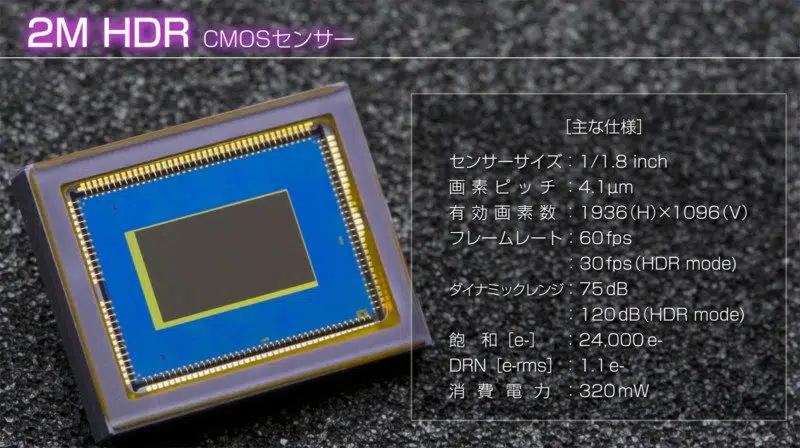 2M HDR CMOSセンサー
[主な仕様]
センサーサイズ : 1/1.8 inch
画素ピッチ : 4.1μm
有効画素数 : 1936(H)×1096(V)
フレームレート : 60fps
: 30fps(HDR mode)
ダイナミックレンジ : 75dB
: 120dB(HDR mode)
飽和[e-] : 24,000e-
DRN [e-rms] : 1.1e-
消費電力 : 320mW